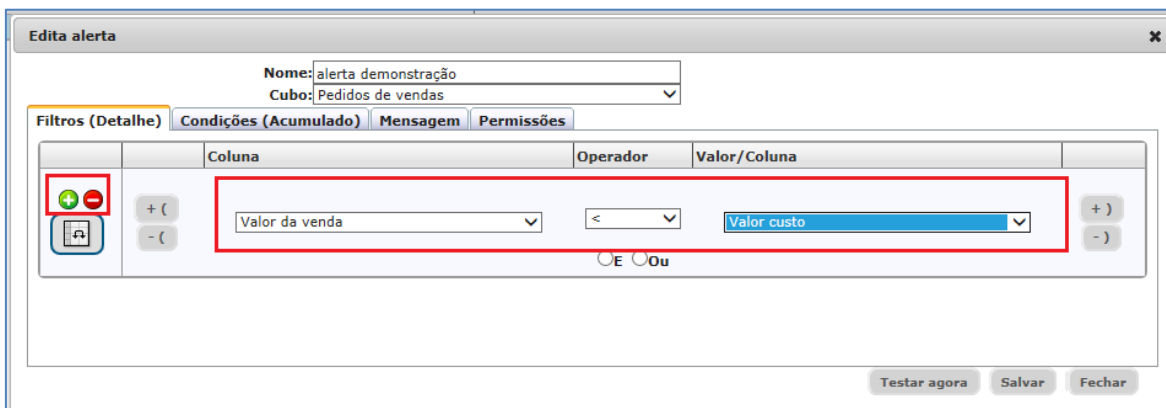 Edita alerta
Nome: alerta demonstração
Cubo: Pedidos de vendas
Filtros (Detalhe) Condições (Acumulado) Mensagem Permissões
Coluna Operador Valor/Coluna
+ ( Valor da venda < Valor custo + )
- ( - )
E Ou
Testar agora Salvar Fechar